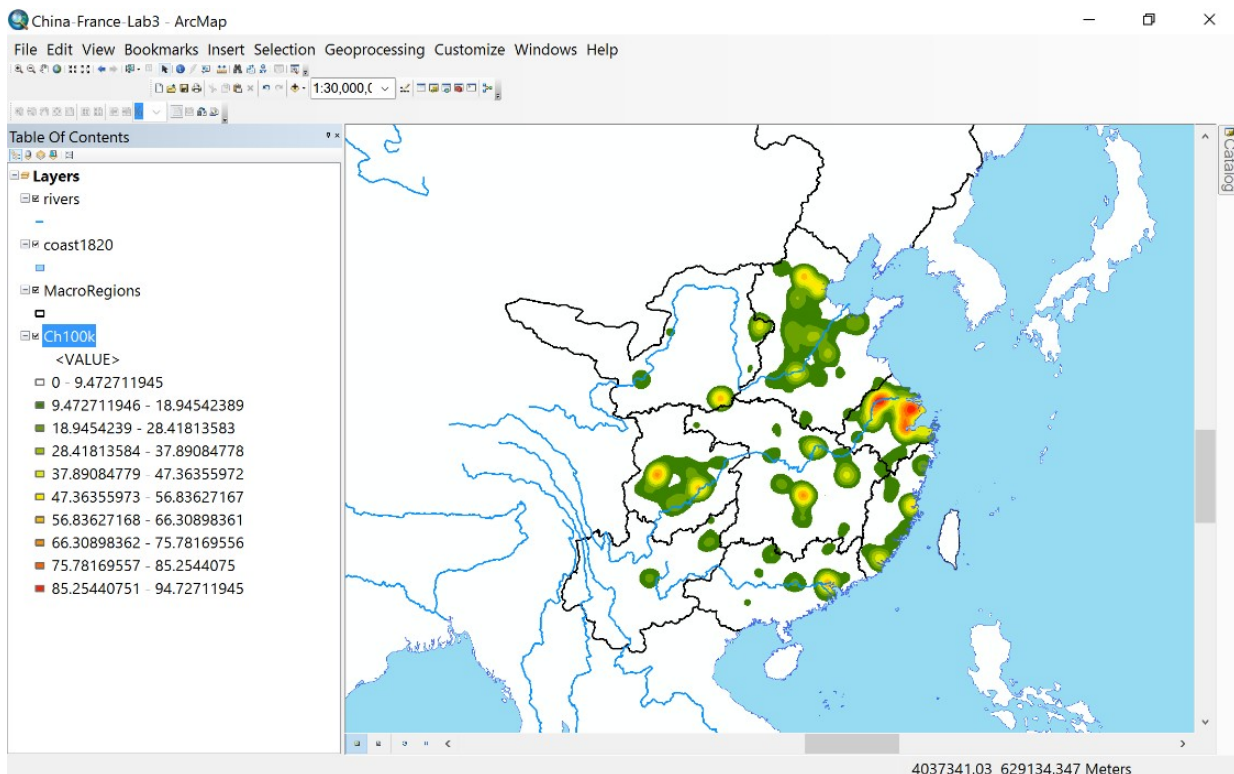 China-France-Lab3 - ArcMap
File Edit View Bookmarks Insert Selection Geoprocessing Customize Windows Help
1:30,000,(
Table Of Contents
Layers
rivers
coast1820
MacroRegions
Ch100k
<VALUE>
0 - 9.472711945
9.472711946 - 18.94542389
18.9454239 - 28.41813583
28.41813584 - 37.89084778
37.89084779 - 47.36355972
47.36355973 - 56.83627167
56.83627168 - 66.30898361
66.30898362 - 75.78169556
75.78169557 - 85.2544075
85.25440751 - 94.72711945
Catalog
4037341.03 629134.347 Meters